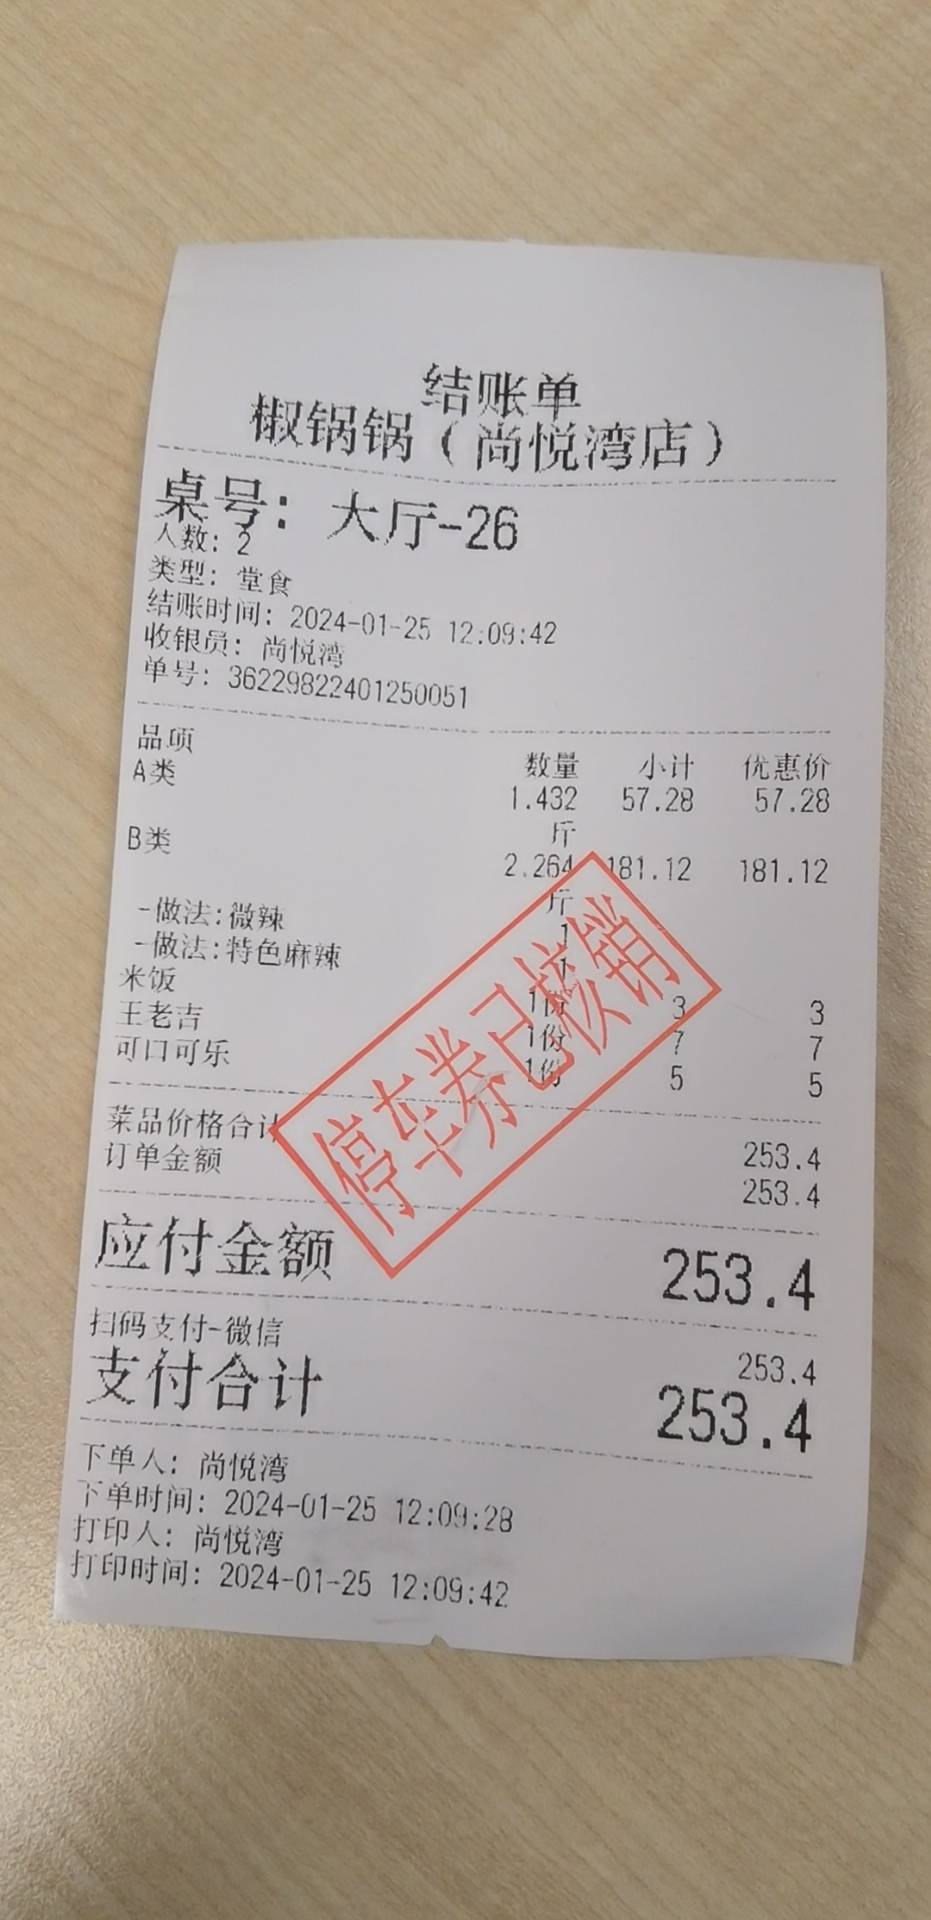 结账单
椒锅锅（尚悦湾店）
桌号：大厅-26
人数：2
类型：堂食
结账时间：2024-01-25 12:09:42
收银员：尚悦湾
单号：36229822401250051
品项 数量 小计 优惠价
A类 1.432 57.28 57.28
斤
B类 2.264 181.12 181.12
斤
-做法:微辣 1
-做法:特色麻辣 1
米饭 1份 3 3
王老吉 1份 7 7
可口可乐 1份 5 5
停车券已核销
菜品价格合计 253.4
订单金额 253.4
应付金额 253.4
扫码支付-微信 253.4
支付合计 253.4
下单人：尚悦湾
下单时间：2024-01-25 12:09:28
打印人：尚悦湾
打印时间：2024-01-25 12:09:42